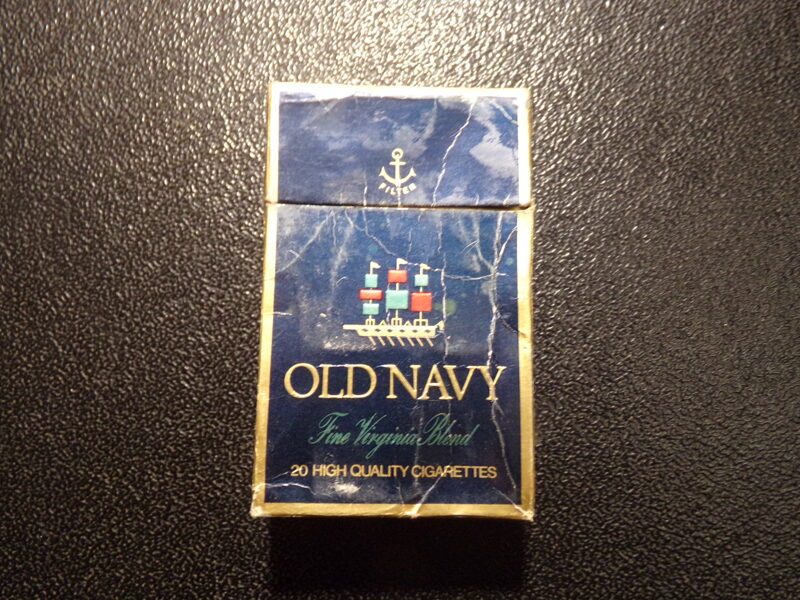 FILTER
OLD NAVY
Fine Virginia Blend
20 HIGH QUALITY CIGARETTES